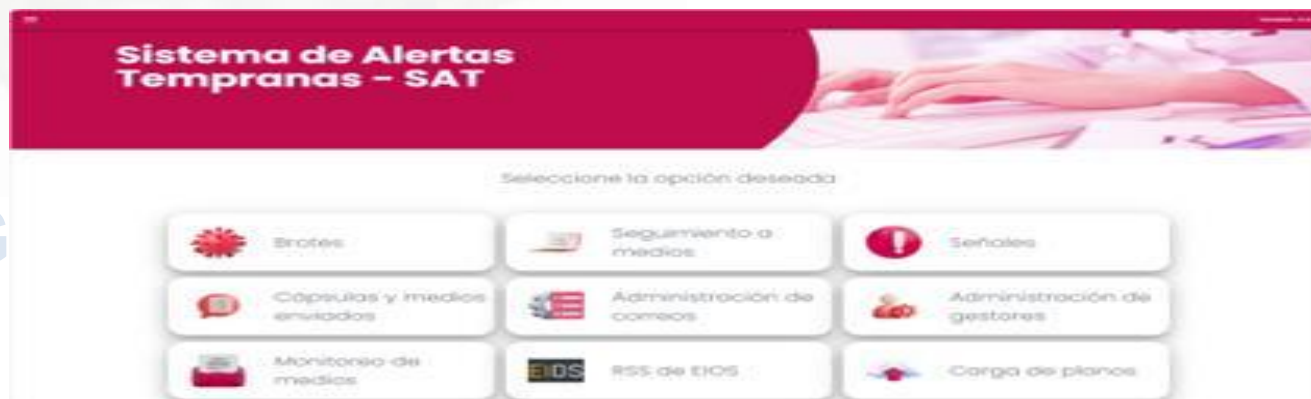 Sistema de Alertas
Tempranas - SAT
Seleccione la opción deseada
Brotes
Seguimiento a
medios
Señales
Cápsulas y medios
enviados
Administración de
correos
Administración de
gestores
Monitoreo de
medios
EIOS
RSS de EIOS
Carga de planos